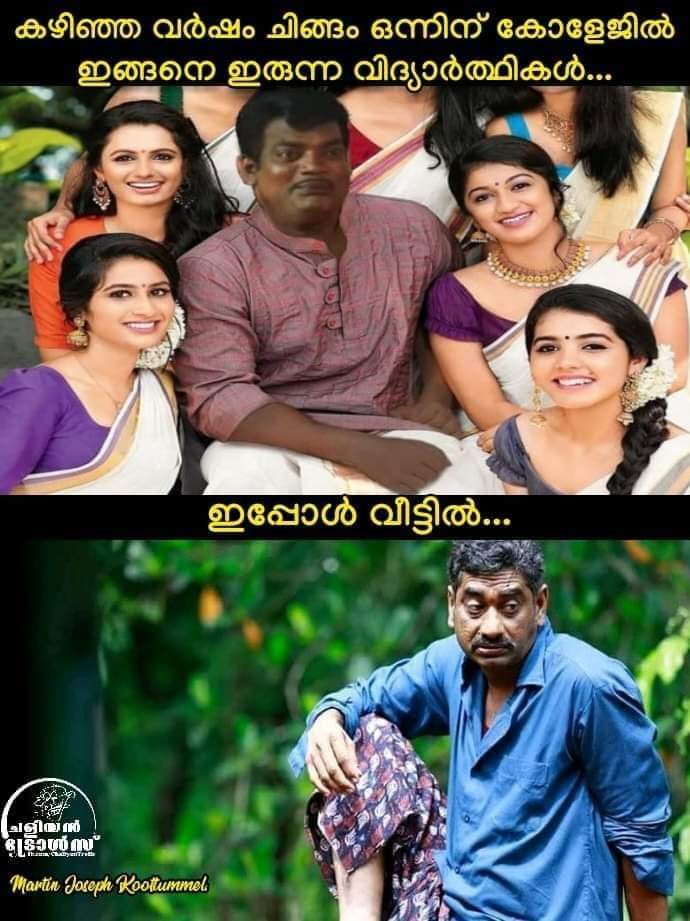 കഴിഞ്ഞ വർഷം ചിങ്ങം ഒന്നിന് കോളേജിൽ
ഇങ്ങനെ ഇരുന്ന വിദ്യാർത്ഥികൾ...
ഇപ്പോൾ വീട്ടിൽ...
ചളിയൻ
ട്രോൾസ്
Martin Joseph Koottummel